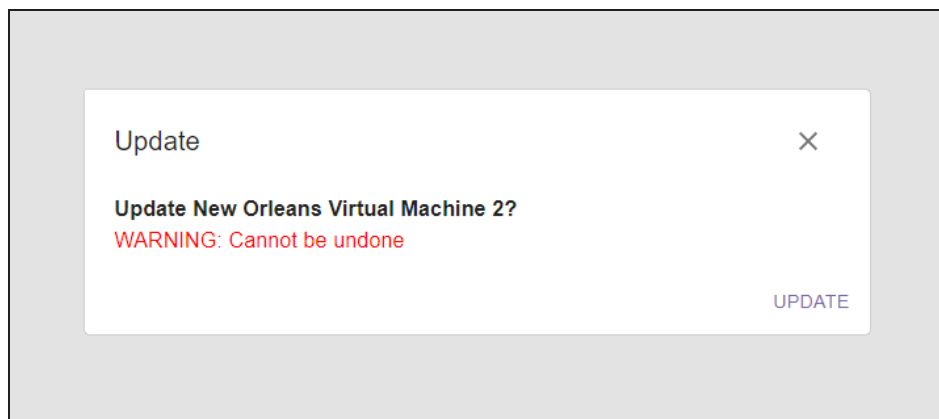 Update
Update New Orleans Virtual Machine 2?
WARNING: Cannot be undone
UPDATE